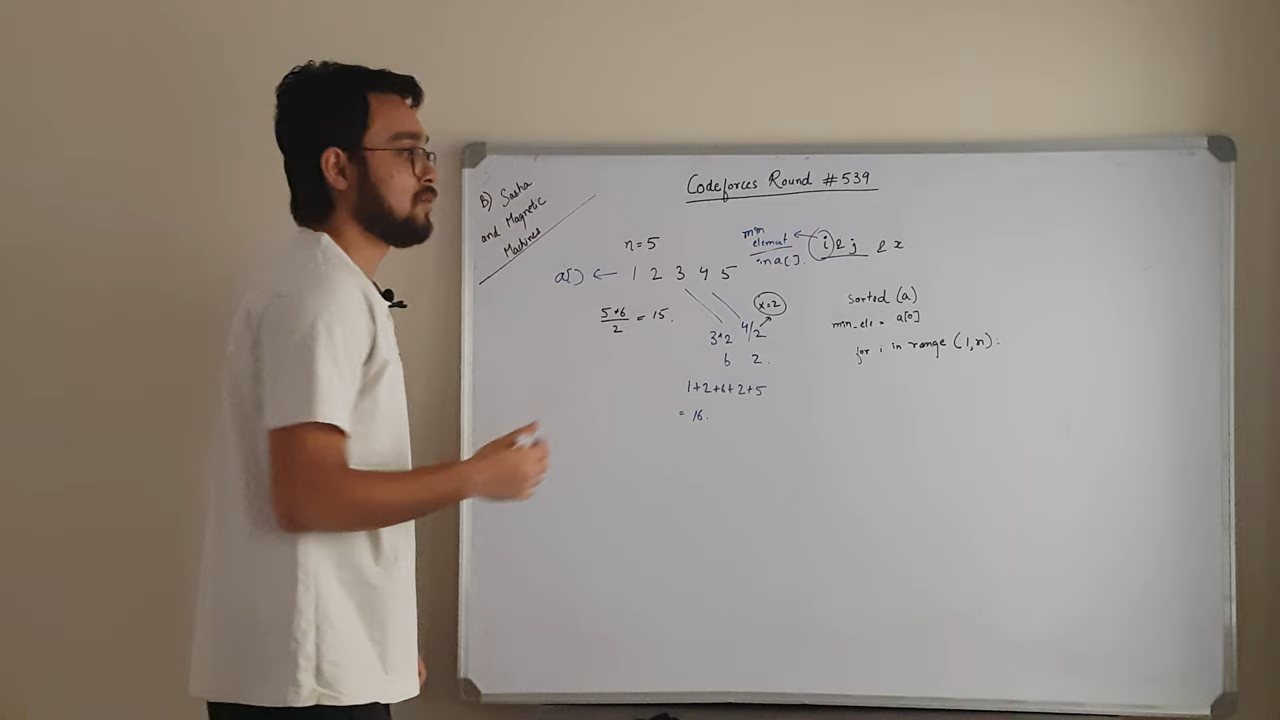 Codeforces Round #539
B) Sasha
and Magnetic
Machines
n=5
a[] ← 1 2 3 4 5
5*6/2 = 15.
x=2
3*2 4/2
6 2.
1+2+6+2+5
= 16.
min
element
in a[].
i & j & x
sorted (a)
min_ele = a[0]
for i in range (1,n):